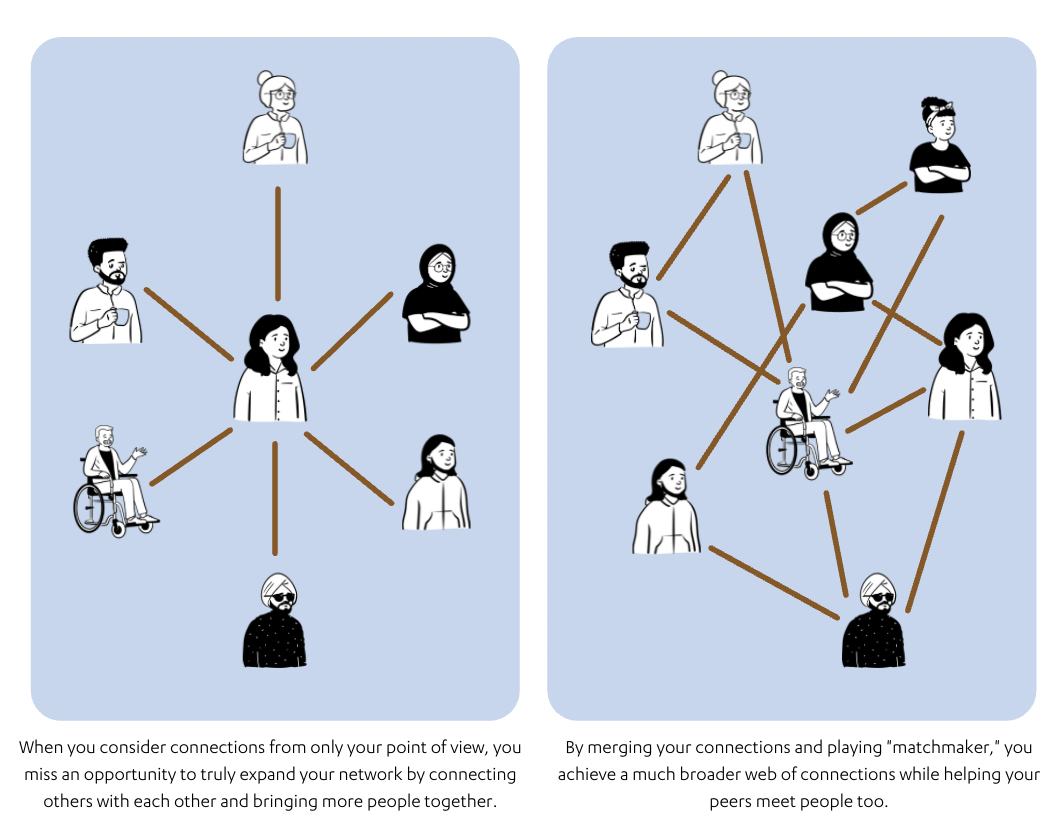 When you consider connections from only your point of view, you
miss an opportunity to truly expand your network by connecting
others with each other and bringing more people together.
By merging your connections and playing "matchmaker," you
achieve a much broader web of connections while helping your
peers meet people too.